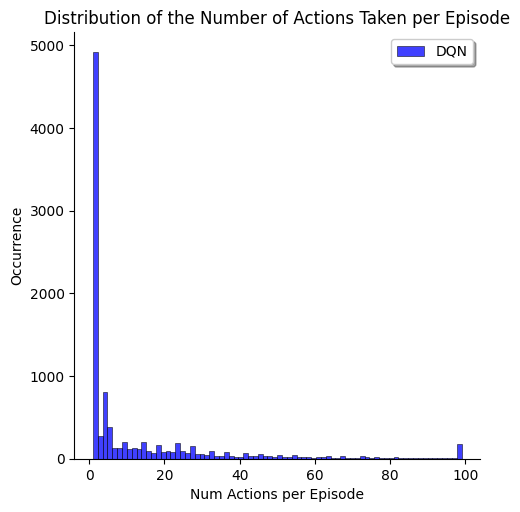 Distribution of the Number of Actions Taken per Episode
DQN
5000
4000
3000
2000
1000
0
Occurrence
0 20 40 60 80 100
Num Actions per Episode